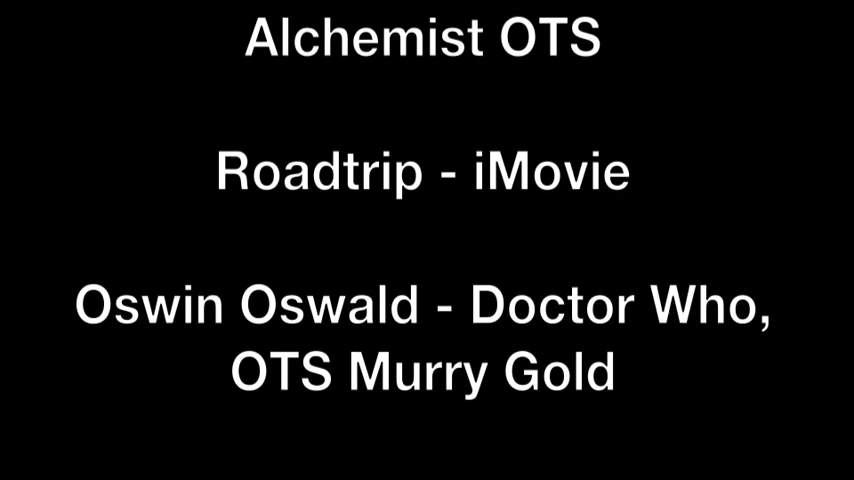 Alchemist OTS
Roadtrip - iMovie
Oswin Oswald - Doctor Who,
OTS Murry Gold